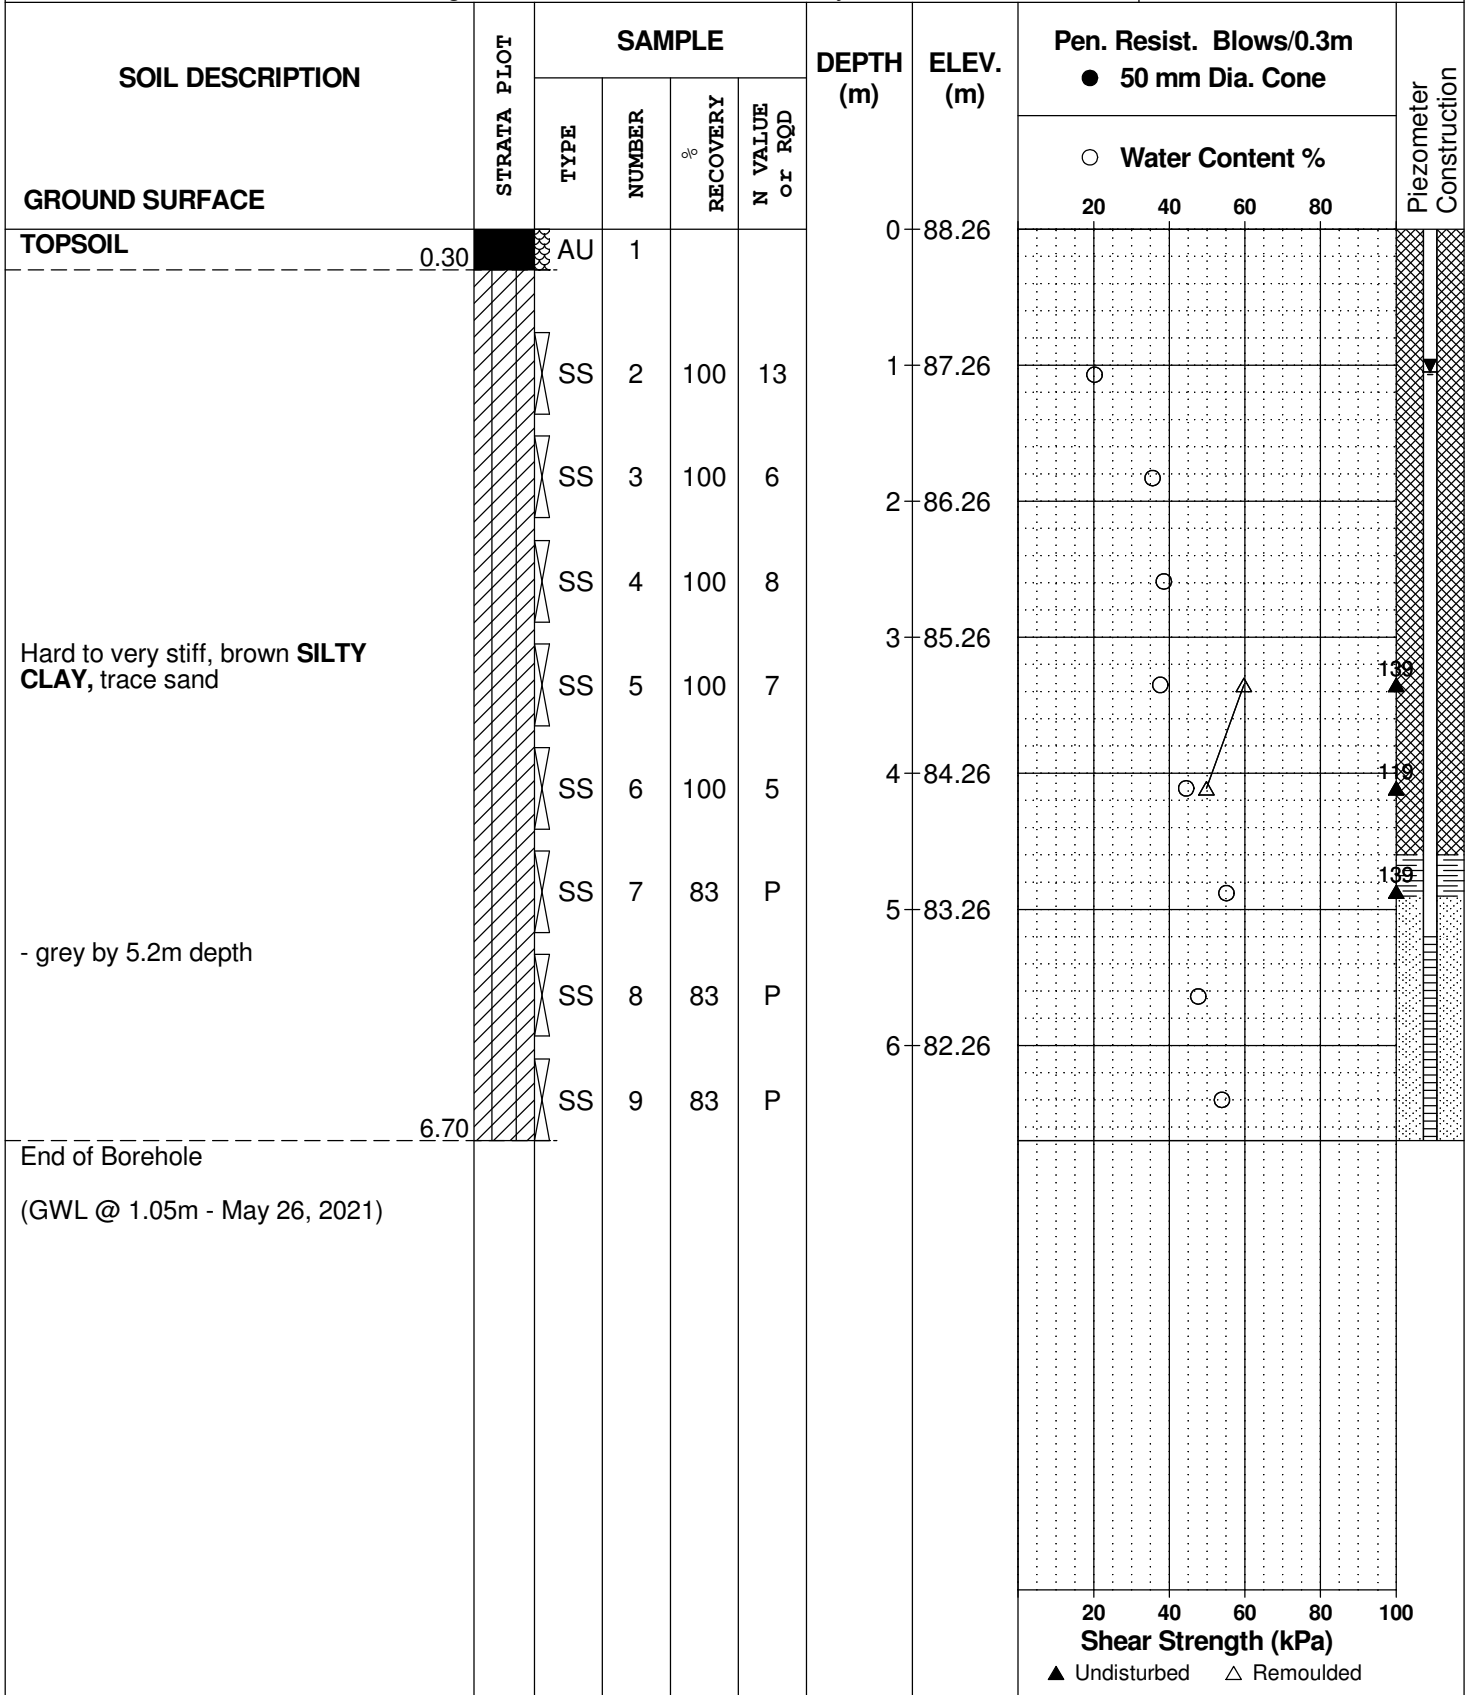 SOIL DESCRIPTION
GROUND SURFACE
STRATA PLOT
SAMPLE
TYPE
NUMBER
% RECOVERY
N VALUE or RQD
DEPTH (m)
ELEV. (m)
Pen. Resist. Blows/0.3m
● 50 mm Dia. Cone
○ Water Content %
20 40 60 80
Piezometer Construction
0 88.26
TOPSOIL
0.30
AU 1
1 87.26
SS 2 100 13
SS 3 100 6
2 86.26
SS 4 100 8
3 85.26
Hard to very stiff, brown SILTY
CLAY, trace sand
SS 5 100 7
139
4 84.26
SS 6 100 5
119
SS 7 83 P
139
5 83.26
- grey by 5.2m depth
SS 8 83 P
6 82.26
SS 9 83 P
6.70
End of Borehole
(GWL @ 1.05m - May 26, 2021)
20 40 60 80 100
Shear Strength (kPa)
▲ Undisturbed △ Remoulded